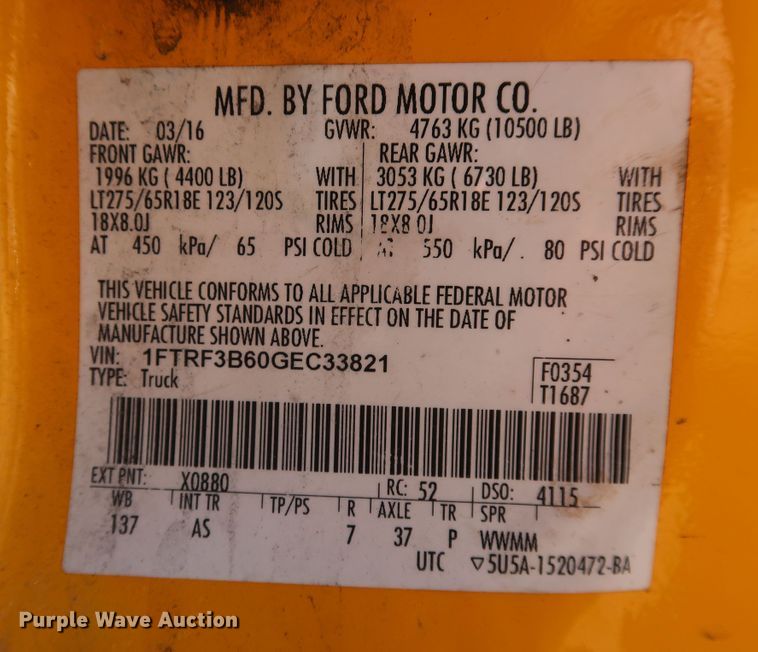 MFD. BY FORD MOTOR CO.
DATE: 03/16 GVWR: 4763 KG (10500 LB)
FRONT GAWR: REAR GAWR:
1996 KG ( 4400 LB) WITH 3053 KG ( 6730 LB) WITH
LT275/65R18E 123/120S TIRES LT275/65R18E 123/120S TIRES
18X8.0J RIMS 18X8.0J RIMS
AT 450 kPa/ 65 PSI COLD AT 550 kPa/. 80 PSI COLD
THIS VEHICLE CONFORMS TO ALL APPLICABLE FEDERAL MOTOR
VEHICLE SAFETY STANDARDS IN EFFECT ON THE DATE OF
MANUFACTURE SHOWN ABOVE.
VIN: 1FTRF3B60GEC33821
TYPE: Truck
F0354
T1687
EXT PNT: X0880 RC: 52 DSO: 4115
WB INT TR TP/PS R AXLE TR SPR
137 AS 7 37 P WWMM
UTC ▽5U5A-1520472-BA
Purple Wave Auction